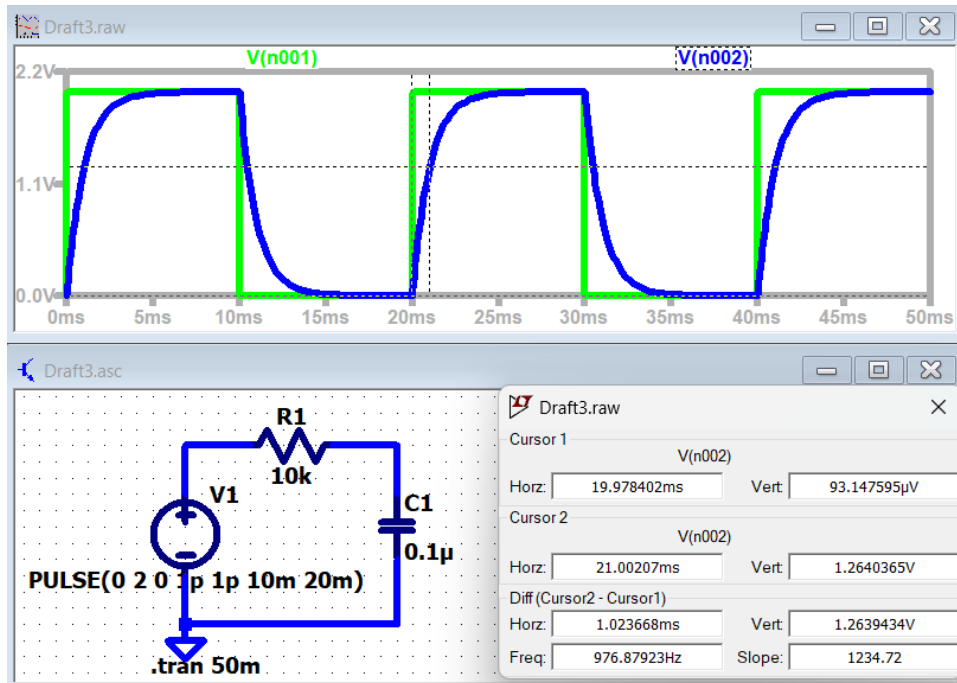 Draft3.raw
V(n001)
V(n002)
2.2V
1.1V
0.0V
0ms 5ms 10ms 15ms 20ms 25ms 30ms 35ms 40ms 45ms 50ms
Draft3.asc
R1
10k
V1
C1
0.1µ
PULSE(0 2 0 1p 1p 10m 20m)
.tran 50m
Draft3.raw
Cursor 1
V(n002)
Horz: 19.978402ms Vert: 93.147595µV
Cursor 2
V(n002)
Horz: 21.00207ms Vert: 1.2640365V
Diff (Cursor2 - Cursor1)
Horz: 1.023668ms Vert: 1.2639434V
Freq: 976.87923Hz Slope: 1234.72